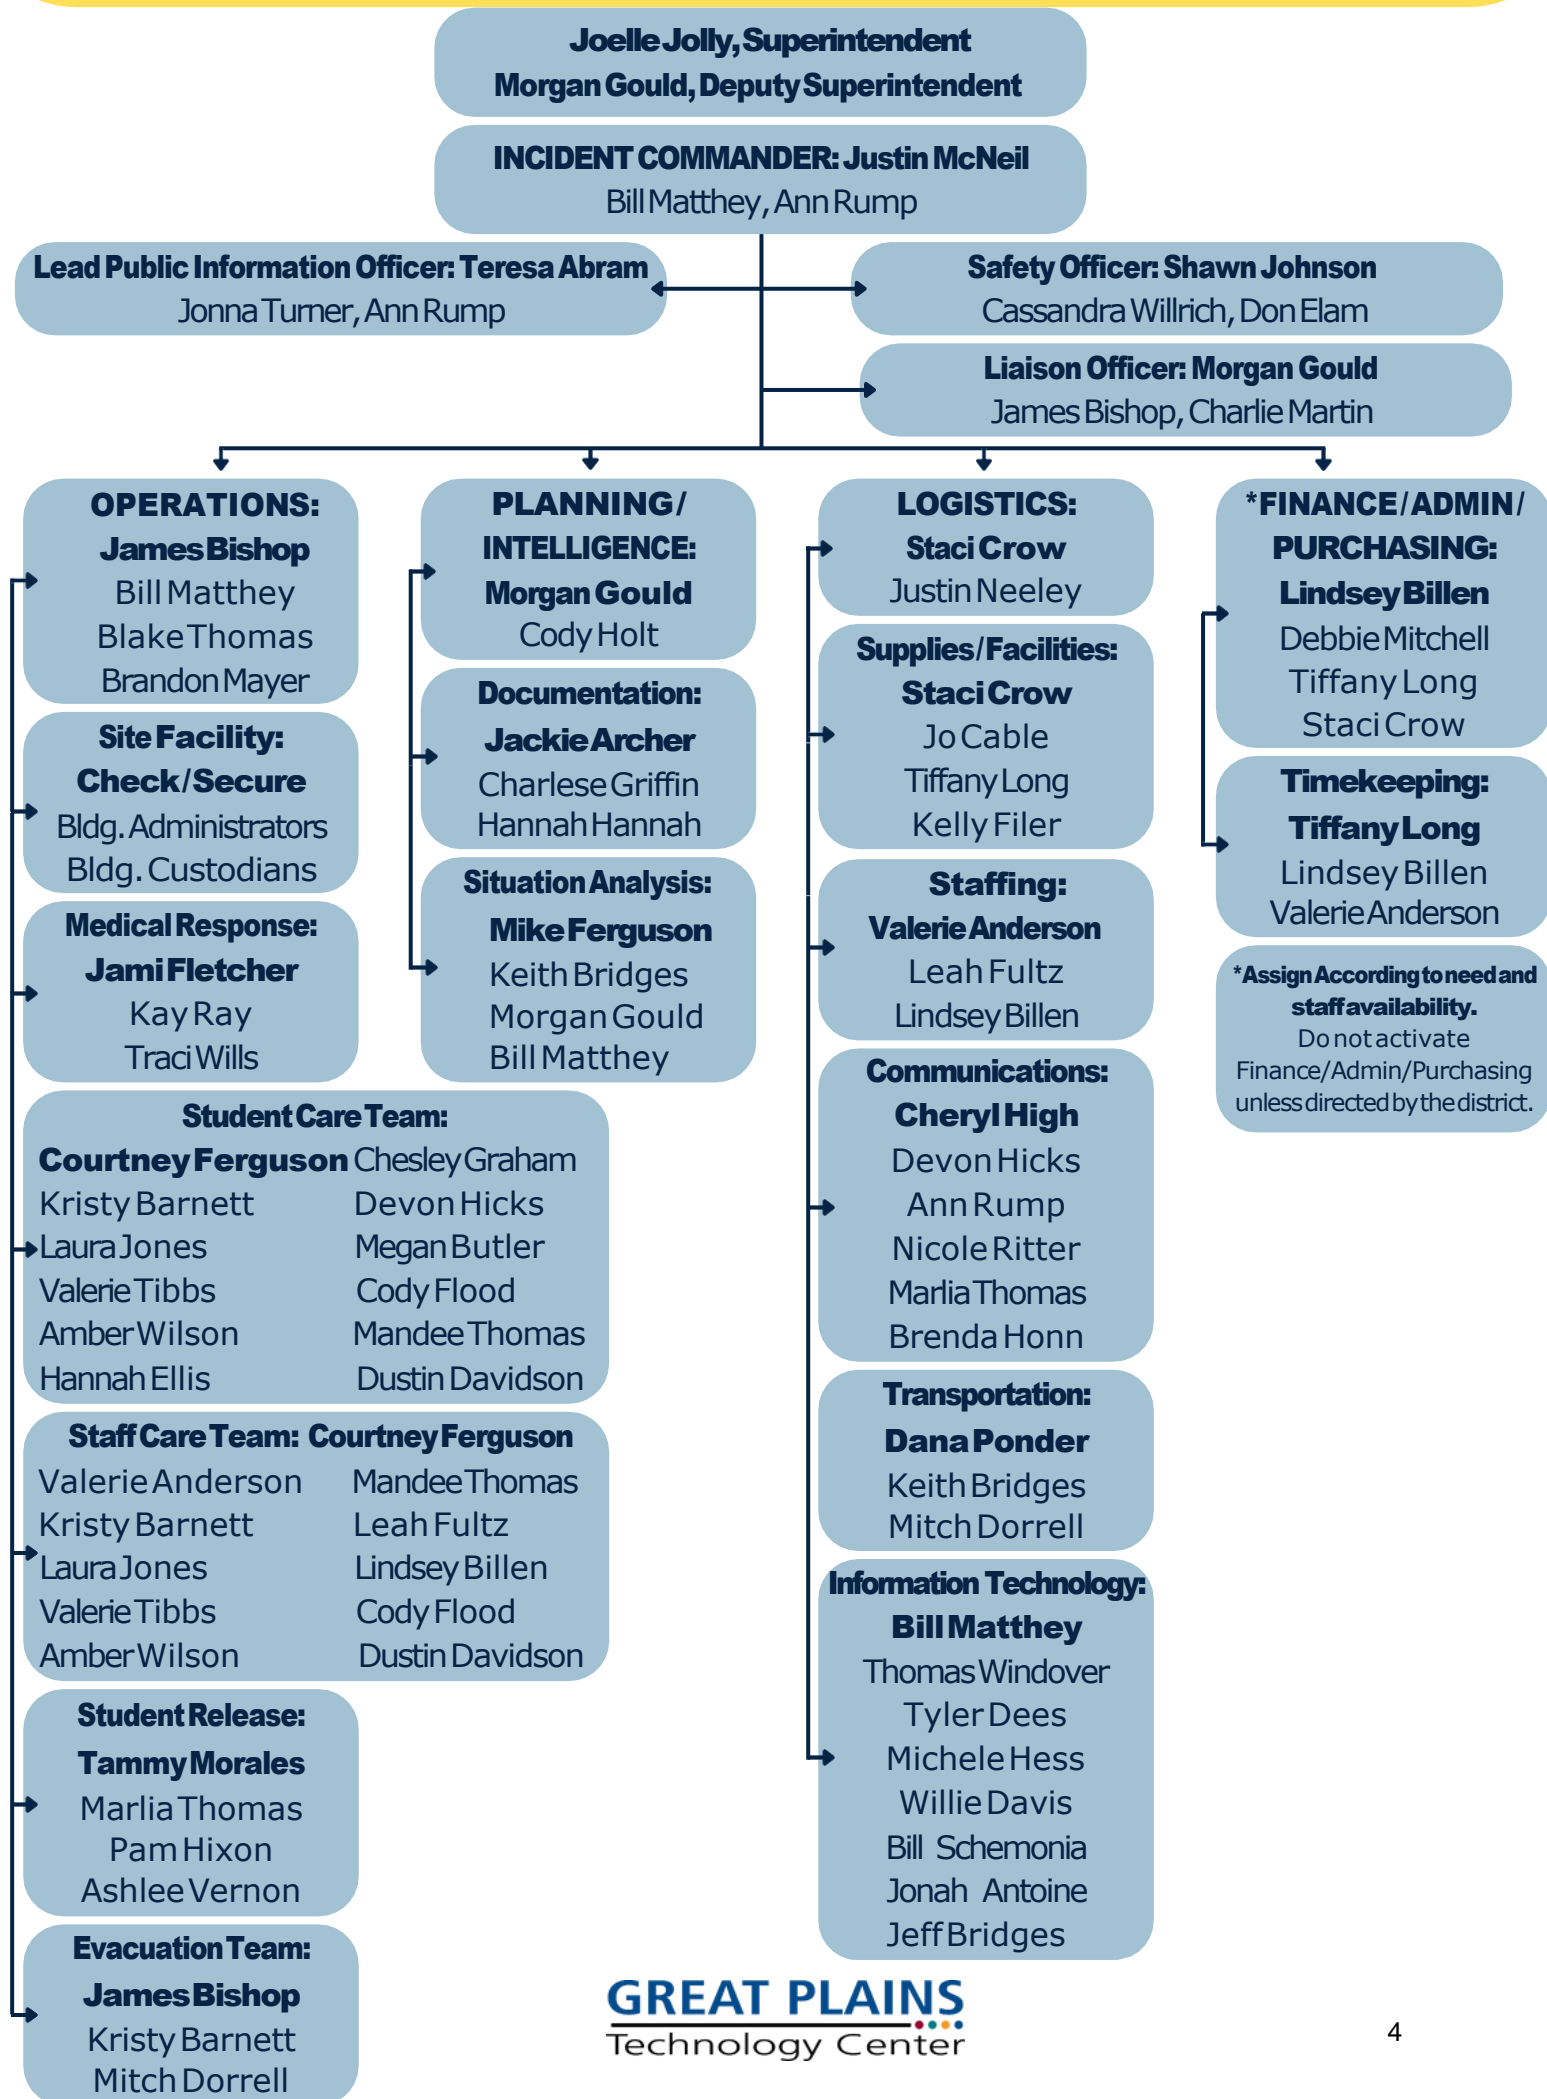 Joelle Jolly, Superintendent
Morgan Gould, Deputy Superintendent
INCIDENT COMMANDER: Justin McNeil
Bill Matthey, Ann Rump
Lead Public Information Officer: Teresa Abram
Jonna Turner, Ann Rump
Safety Officer: Shawn Johnson
Cassandra Willrich, Don Elam
Liaison Officer: Morgan Gould
James Bishop, Charlie Martin
OPERATIONS:
James Bishop
Bill Matthey
Blake Thomas
Brandon Mayer
Site Facility:
Check/Secure
Bldg. Administrators
Bldg. Custodians
Medical Response:
Jami Fletcher
Kay Ray
Traci Wills
Student Care Team:
Courtney Ferguson Chesley Graham
Kristy Barnett Devon Hicks
Laura Jones Megan Butler
Valerie Tibbs Cody Flood
Amber Wilson Mandee Thomas
Hannah Ellis Dustin Davidson
Staff Care Team: Courtney Ferguson
Valerie Anderson Mandee Thomas
Kristy Barnett Leah Fultz
Laura Jones Lindsey Billen
Valerie Tibbs Cody Flood
Amber Wilson Dustin Davidson
Student Release:
Tammy Morales
Marlia Thomas
Pam Hixon
Ashlee Vernon
Evacuation Team:
James Bishop
Kristy Barnett
Mitch Dorrell
PLANNING/
INTELLIGENCE:
Morgan Gould
Cody Holt
Documentation:
Jackie Archer
Charlese Griffin
Hannah Hannah
Situation Analysis:
Mike Ferguson
Keith Bridges
Morgan Gould
Bill Matthey
LOGISTICS:
Staci Crow
Justin Neeley
Supplies/Facilities:
Staci Crow
Jo Cable
Tiffany Long
Kelly Filer
Staffing:
Valerie Anderson
Leah Fultz
Lindsey Billen
Communications:
Cheryl High
Devon Hicks
Ann Rump
Nicole Ritter
Marlia Thomas
Brenda Honn
Transportation:
Dana Ponder
Keith Bridges
Mitch Dorrell
Information Technology:
Bill Matthey
Thomas Windover
Tyler Dees
Michele Hess
Willie Davis
Bill Schemonia
Jonah Antoine
Jeff Bridges
*FINANCE/ADMIN/
PURCHASING:
Lindsey Billen
Debbie Mitchell
Tiffany Long
Staci Crow
Timekeeping:
Tiffany Long
Lindsey Billen
Valerie Anderson
*Assign According to need and
staff availability.
Do not activate
Finance/Admin/Purchasing
unless directed by the district.
GREAT PLAINS
Technology Center
4